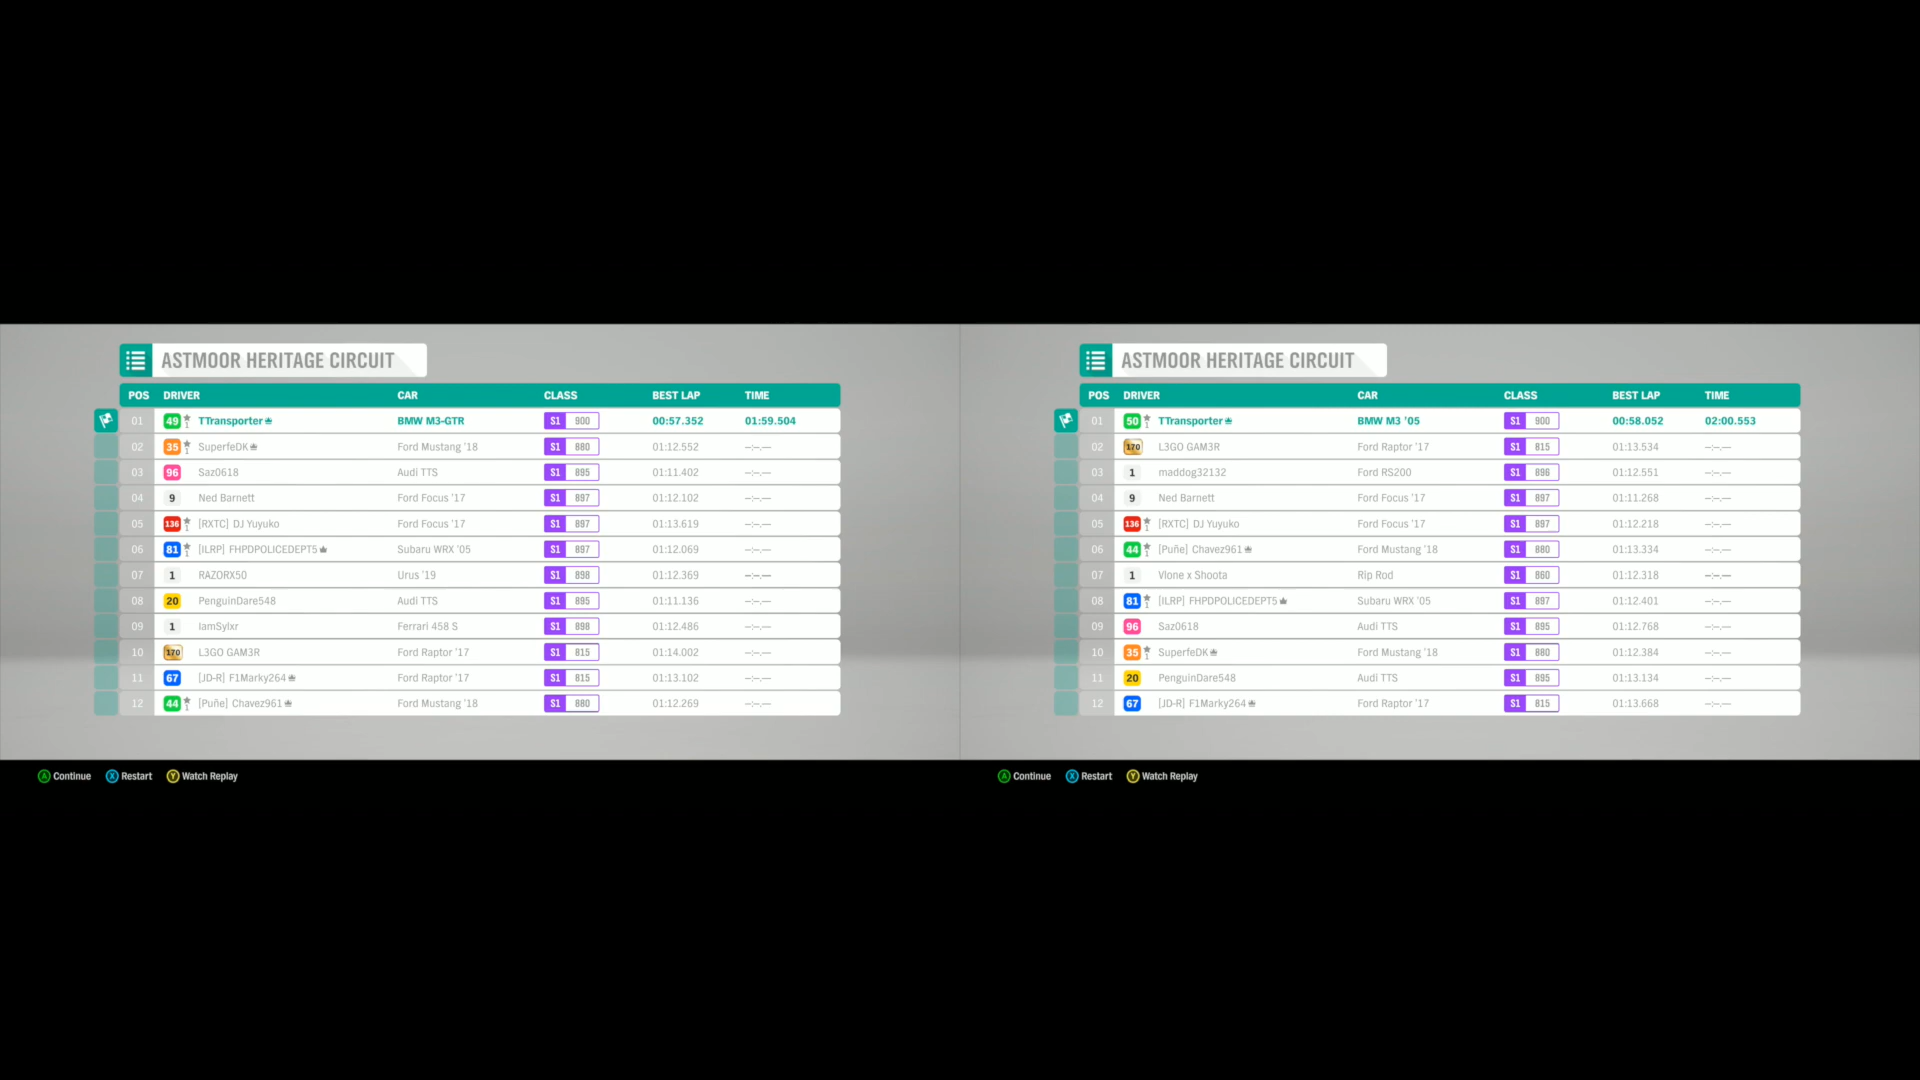 ASTMOOR HERITAGE CIRCUIT
POS DRIVER CAR CLASS BEST LAP TIME
01 49 1 TTransporter BMW M3-GTR S1 900 00:57.352 01:59.504
02 35 1 SuperfeDK Ford Mustang '18 S1 880 01:12.552 --:--.---
03 96 Saz0618 Audi TTS S1 895 01:11.402 --:--.---
04 9 Ned Barnett Ford Focus '17 S1 897 01:12.102 --:--.---
05 136 1 [RXTC] DJ Yuyuko Ford Focus '17 S1 897 01:13.619 --:--.---
06 81 1 [ILRP] FHPDPOLICEDEPT5 Subaru WRX '05 S1 897 01:12.069 --:--.---
07 1 RAZORX50 Urus '19 S1 898 01:12.369 --:--.---
08 20 PenguinDare548 Audi TTS S1 895 01:11.136 --:--.---
09 1 IamSylxr Ferrari 458 S S1 898 01:12.486 --:--.---
10 170 L3GO GAM3R Ford Raptor '17 S1 815 01:14.002 --:--.---
11 67 [JD-R] F1Marky264 Ford Raptor '17 S1 815 01:13.102 --:--.---
12 44 1 [Puñe] Chavez961 Ford Mustang '18 S1 880 01:12.269 --:--.---
A Continue X Restart Y Watch Replay
ASTMOOR HERITAGE CIRCUIT
POS DRIVER CAR CLASS BEST LAP TIME
01 50 1 TTransporter BMW M3 '05 S1 900 00:58.052 02:00.553
02 170 L3GO GAM3R Ford Raptor '17 S1 815 01:13.534 --:--.---
03 1 maddog32132 Ford RS200 S1 896 01:12.551 --:--.---
04 9 Ned Barnett Ford Focus '17 S1 897 01:11.268 --:--.---
05 136 1 [RXTC] DJ Yuyuko Ford Focus '17 S1 897 01:12.218 --:--.---
06 44 1 [Puñe] Chavez961 Ford Mustang '18 S1 880 01:13.334 --:--.---
07 1 Vlone x Shoota Rip Rod S1 860 01:12.318 --:--.---
08 81 1 [ILRP] FHPDPOLICEDEPT5 Subaru WRX '05 S1 897 01:12.401 --:--.---
09 96 Saz0618 Audi TTS S1 895 01:12.768 --:--.---
10 35 1 SuperfeDK Ford Mustang '18 S1 880 01:12.384 --:--.---
11 20 PenguinDare548 Audi TTS S1 895 01:13.134 --:--.---
12 67 [JD-R] F1Marky264 Ford Raptor '17 S1 815 01:13.668 --:--.---
A Continue X Restart Y Watch Replay